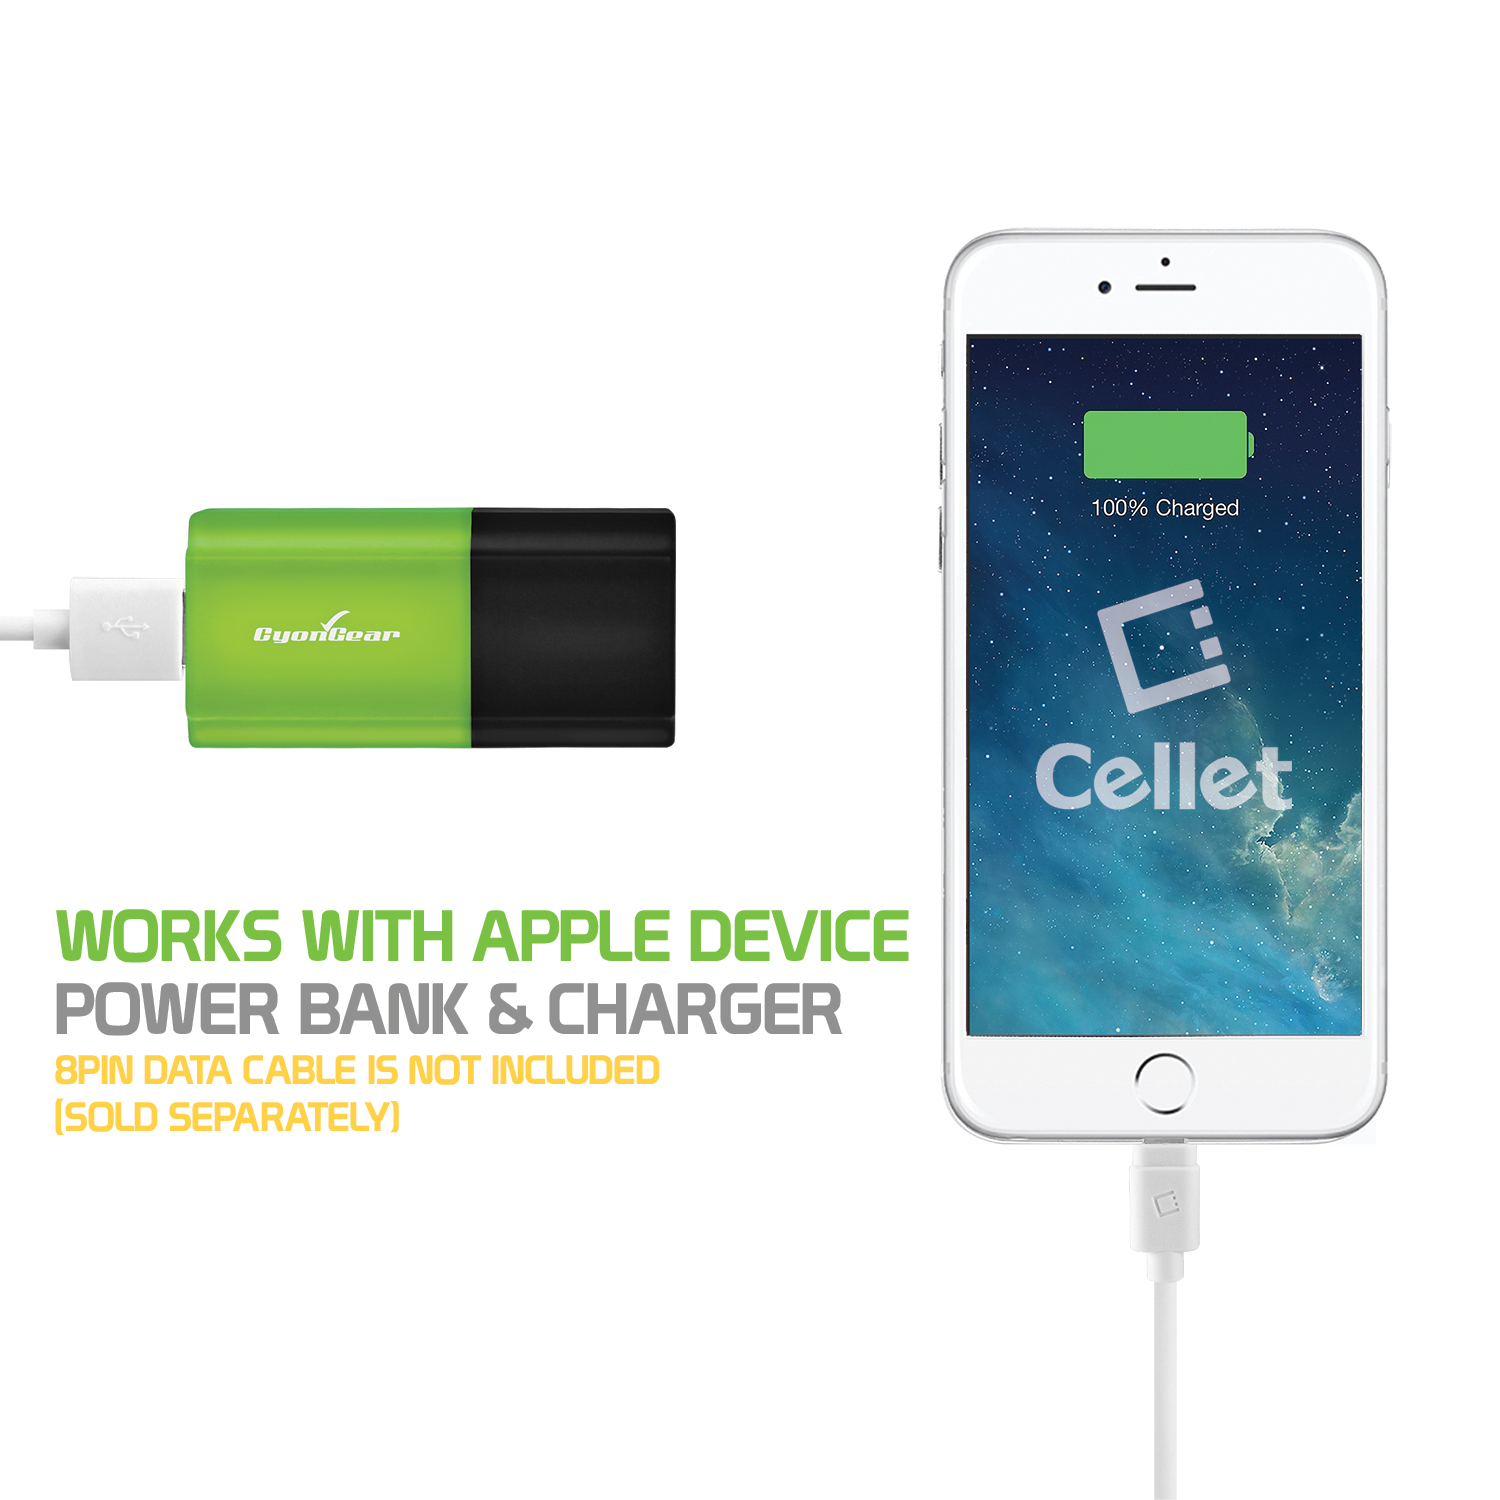 CyonGear
100% Charged
Cellet
WORKS WITH APPLE DEVICE
POWER BANK & CHARGER
8PIN DATA CABLE IS NOT INCLUDED
(SOLD SEPARATELY)